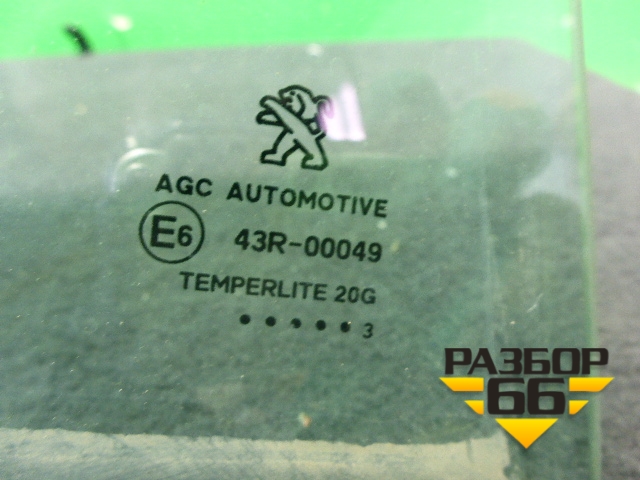 AGC AUTOMOTIVE
E6 43R-00049
TEMPERLITE 20G
• • • • • 3
РАЗБОР
66